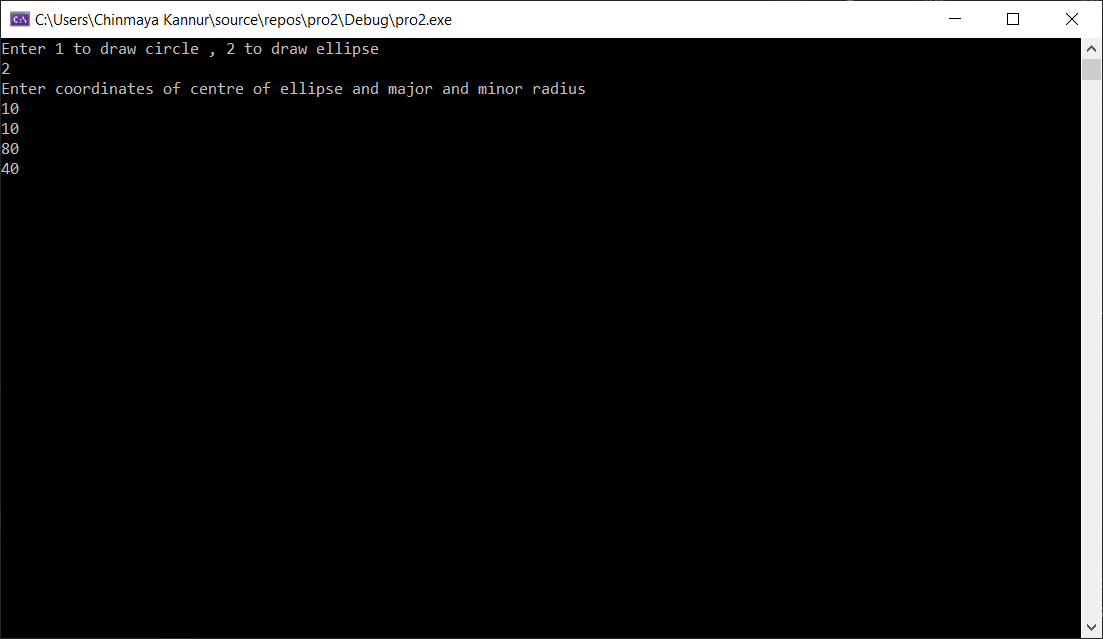 C:\Users\Chinmaya Kannur\source\repos\pro2\Debug\pro2.exe
Enter 1 to draw circle , 2 to draw ellipse
2
Enter coordinates of centre of ellipse and major and minor radius
10
10
80
40